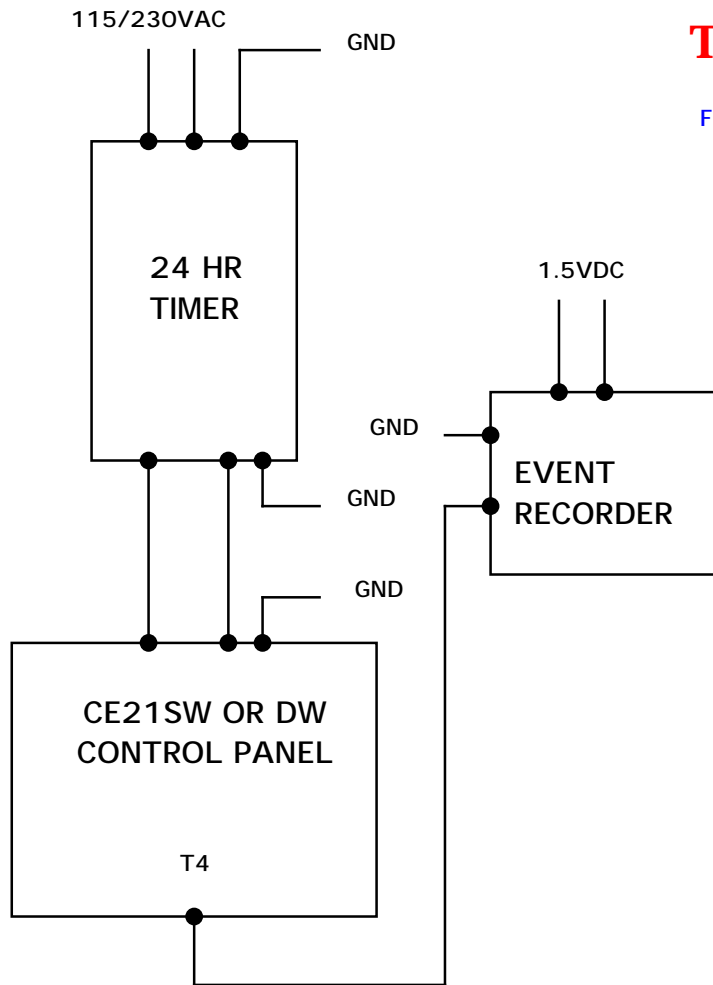 115/230VAC
GND
T
F
24 HR
TIMER
1.5VDC
GND
EVENT
RECORDER
GND
GND
CE21SW OR DW
CONTROL PANEL
T4